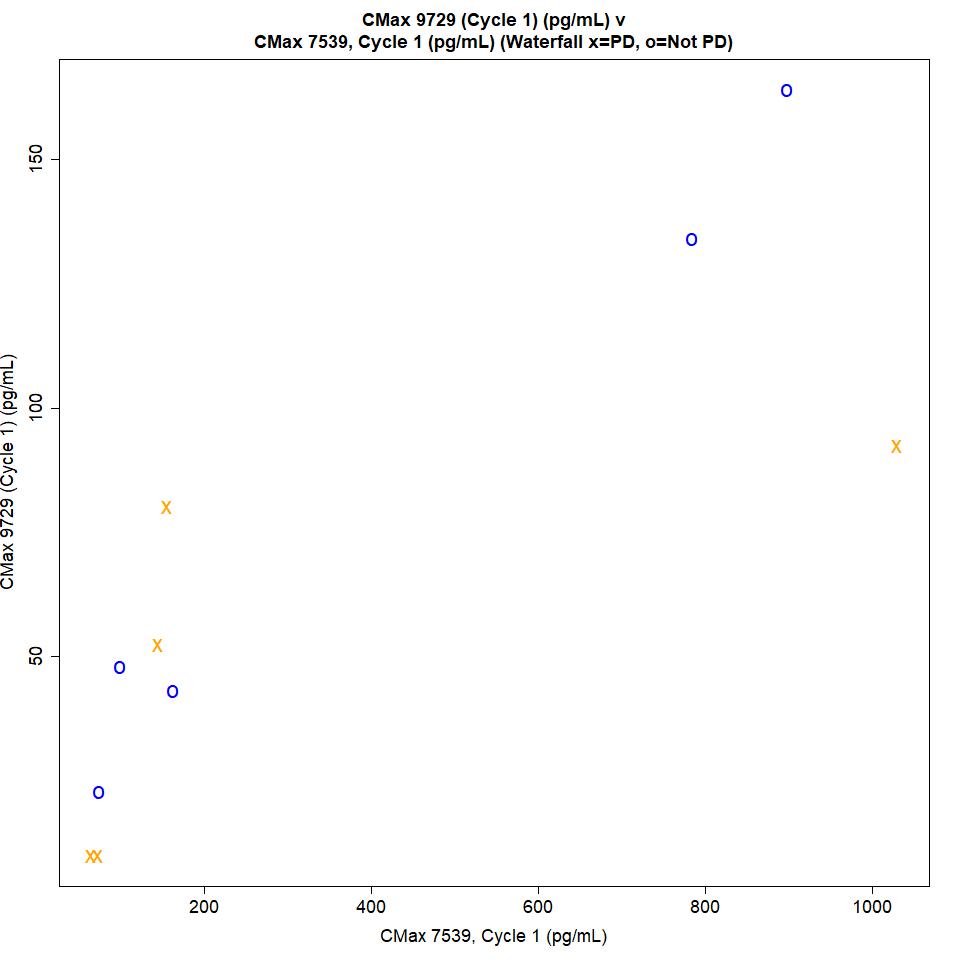 CMax 9729 (Cycle 1) (pg/mL) v
CMax 7539, Cycle 1 (pg/mL) (Waterfall x=PD, o=Not PD)
CMax 9729 (Cycle 1) (pg/mL)
150
100
50
O
O
X
X
X
O
O
O
XX
200 400 600 800 1000
CMax 7539, Cycle 1 (pg/mL)